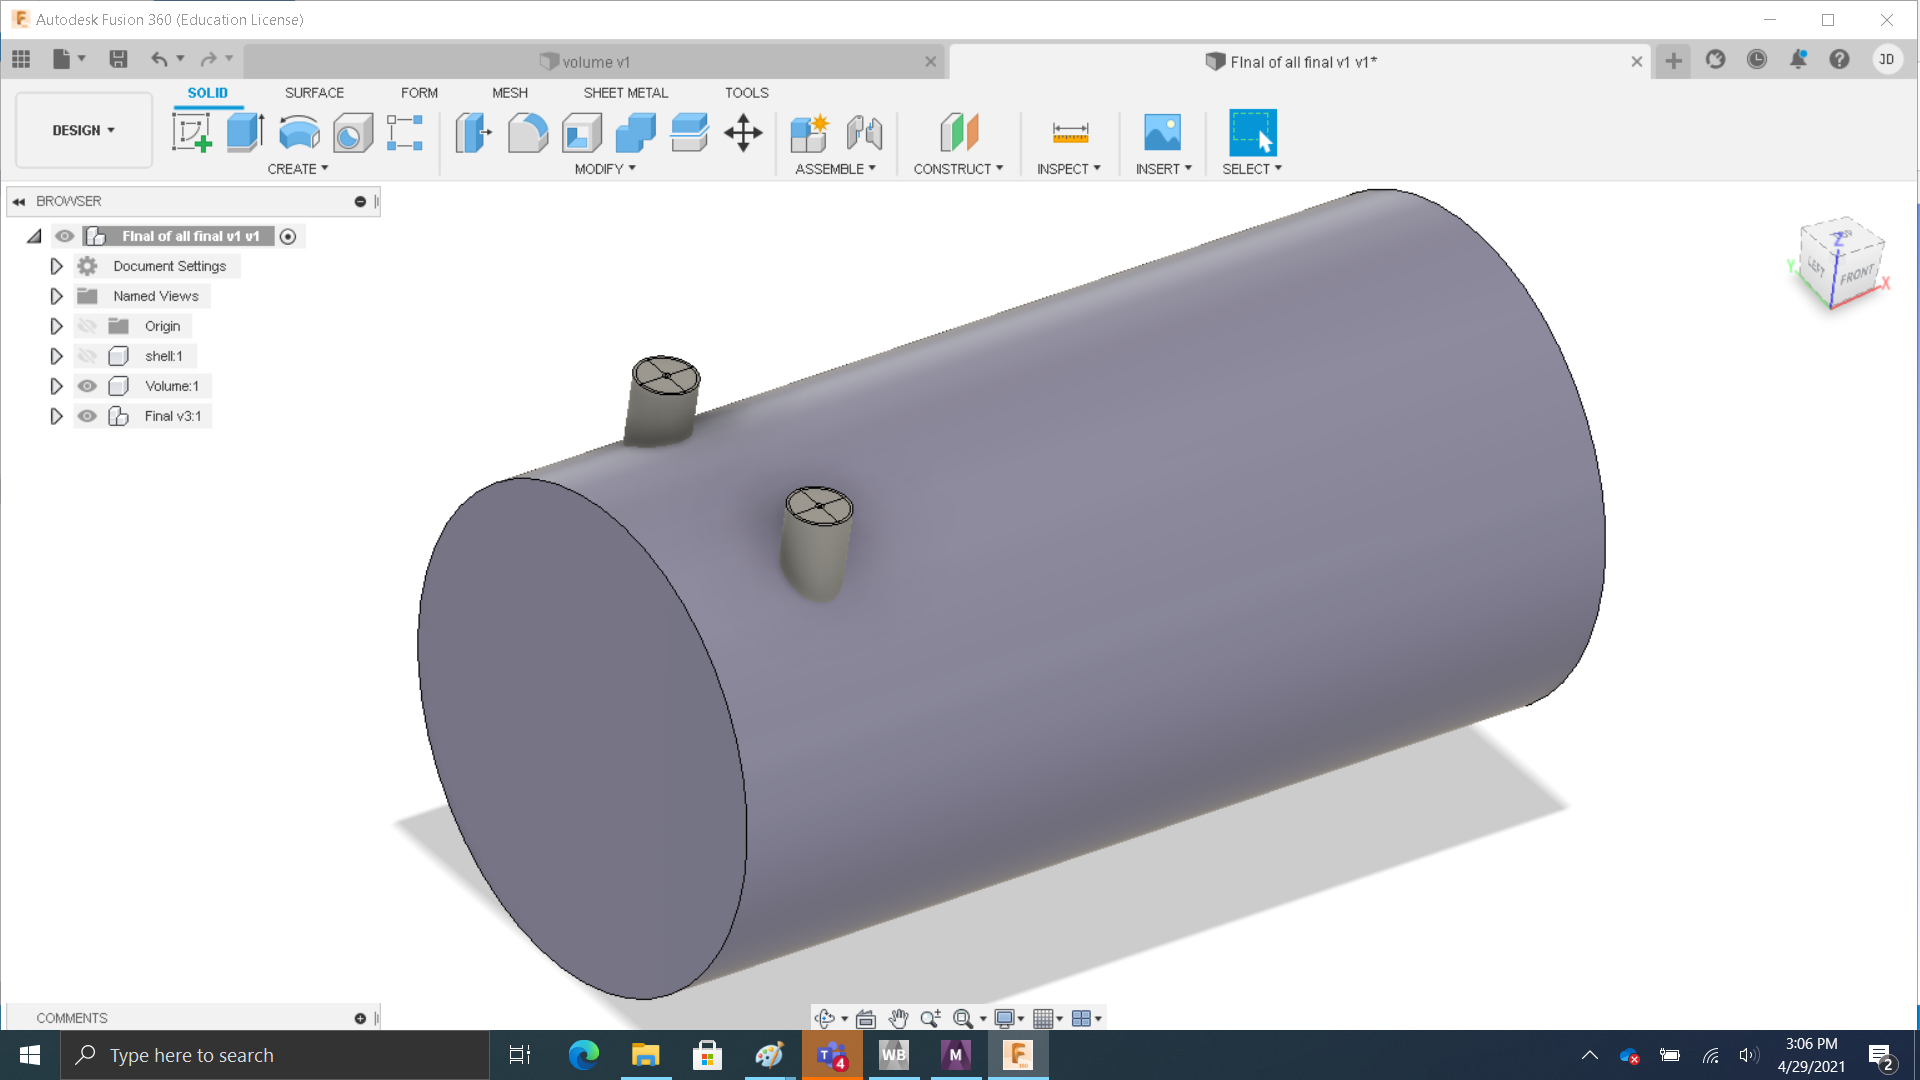 Autodesk Fusion 360 (Education License)
volume v1
FInal of all final v1 v1*
JD
SOLID SURFACE FORM MESH SHEET METAL TOOLS
DESIGN
CREATE MODIFY ASSEMBLE CONSTRUCT INSPECT INSERT SELECT
BROWSER
FInal of all final v1 v1
Document Settings
Named Views
Origin
shell:1
Volume:1
Final v3:1
TOP
Z
LEFT
FRONT
Y
X
COMMENTS
Type here to search
T
4
WB
M
F
3:06 PM
4/29/2021
2